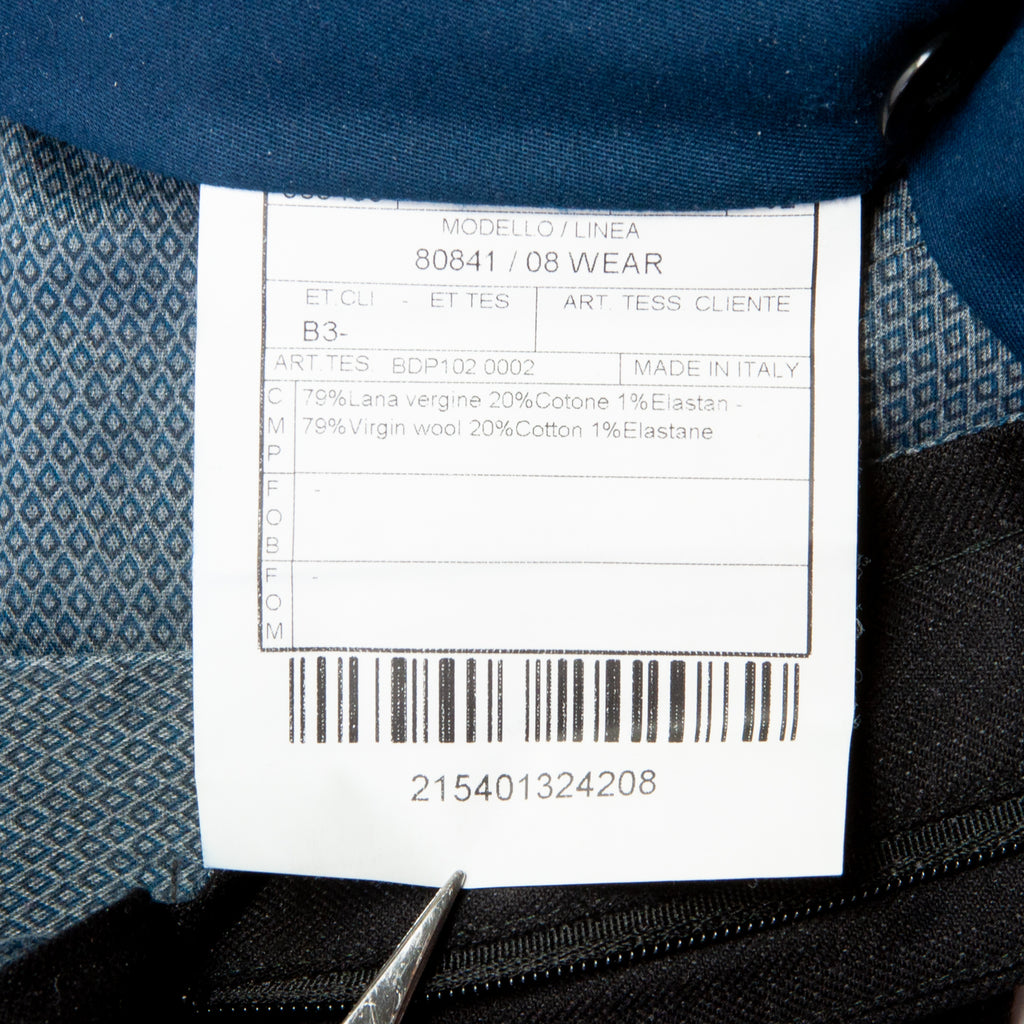 MODELLO / LINEA
80841 / 08 WEAR
ET.CLI - ET TES ART. TESS CLIENTE
B3-
ART.TES. BDP102 0002 MADE IN ITALY
C M P
79%Lana vergine 20%Cotone 1%Elastan -
79%Virgin wool 20%Cotton 1%Elastane
F O B
-
F O M
-
215401324208